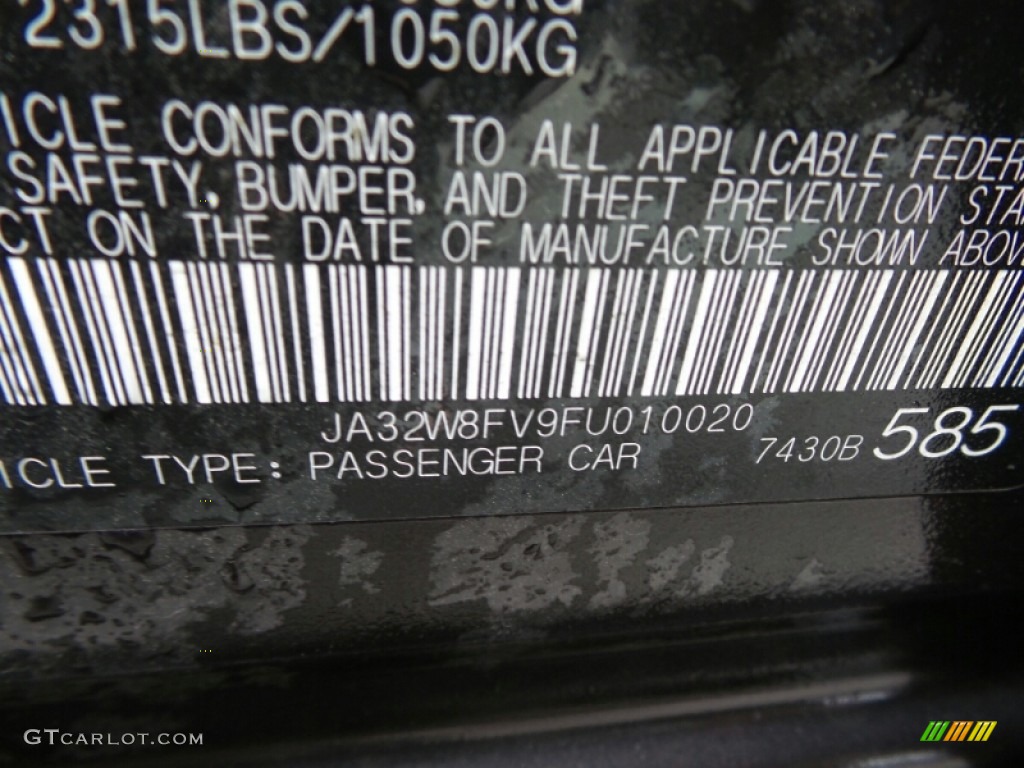 2315LBS/1050KG
ICLE CONFORMS TO ALL APPLICABLE FEDER
SAFETY, BUMPER, AND THEFT PREVENTION STA
CT ON THE DATE OF MANUFACTURE SHOWN ABOV
JA32W8FV9FU010020
7430B 585
ICLE TYPE: PASSENGER CAR
GTCARLOT.COM